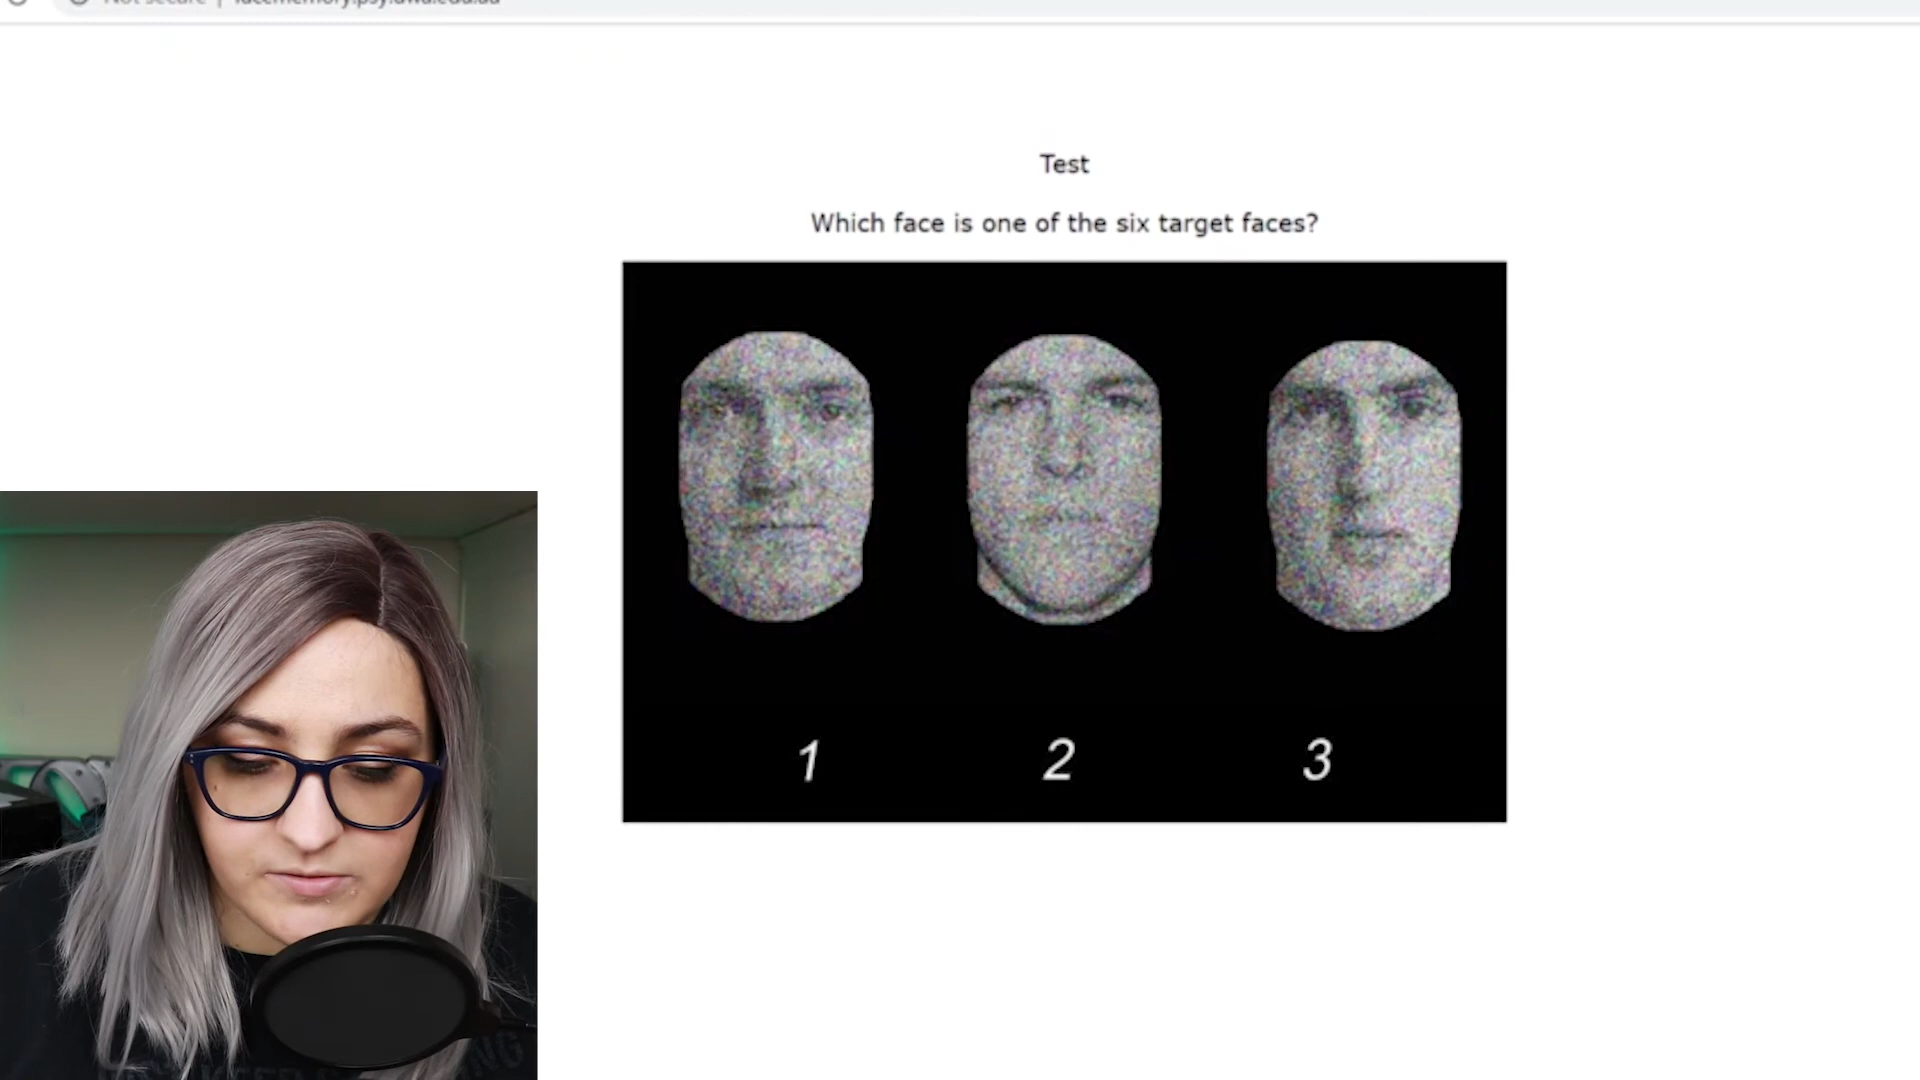 Test
Which face is one of the six target faces?
1 2 3